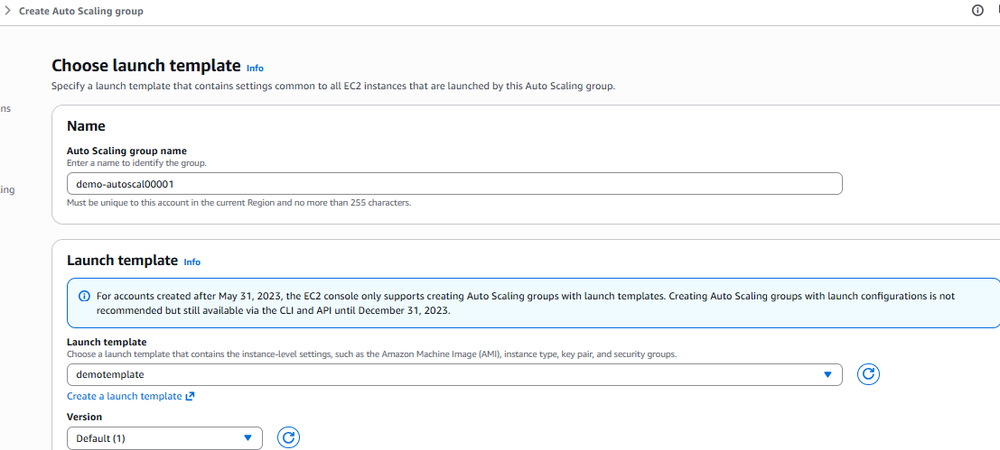 Create Auto Scaling group
Choose launch template Info
Specify a launch template that contains settings common to all EC2 instances that are launched by this Auto Scaling group.
ns
Name
Auto Scaling group name
Enter a name to identify the group.
ing
demo-autoscal00001
Must be unique to this account in the current Region and no more than 255 characters.
Launch template Info
For accounts created after May 31, 2023, the EC2 console only supports creating Auto Scaling groups with launch templates. Creating Auto Scaling groups with launch configurations is not
recommended but still available via the CLI and API until December 31, 2023.
Launch template
Choose a launch template that contains the instance-level settings, such as the Amazon Machine Image (AMI), instance type, key pair, and security groups.
demotemplate
Create a launch template
Version
Default (1)